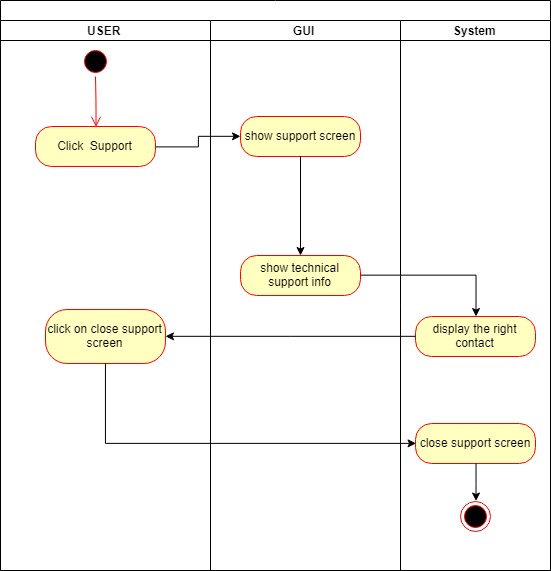 USER
GUI
System
Click  Support
show support screen
show technical
support info
click on close support
screen
display the right
contact
close support screen